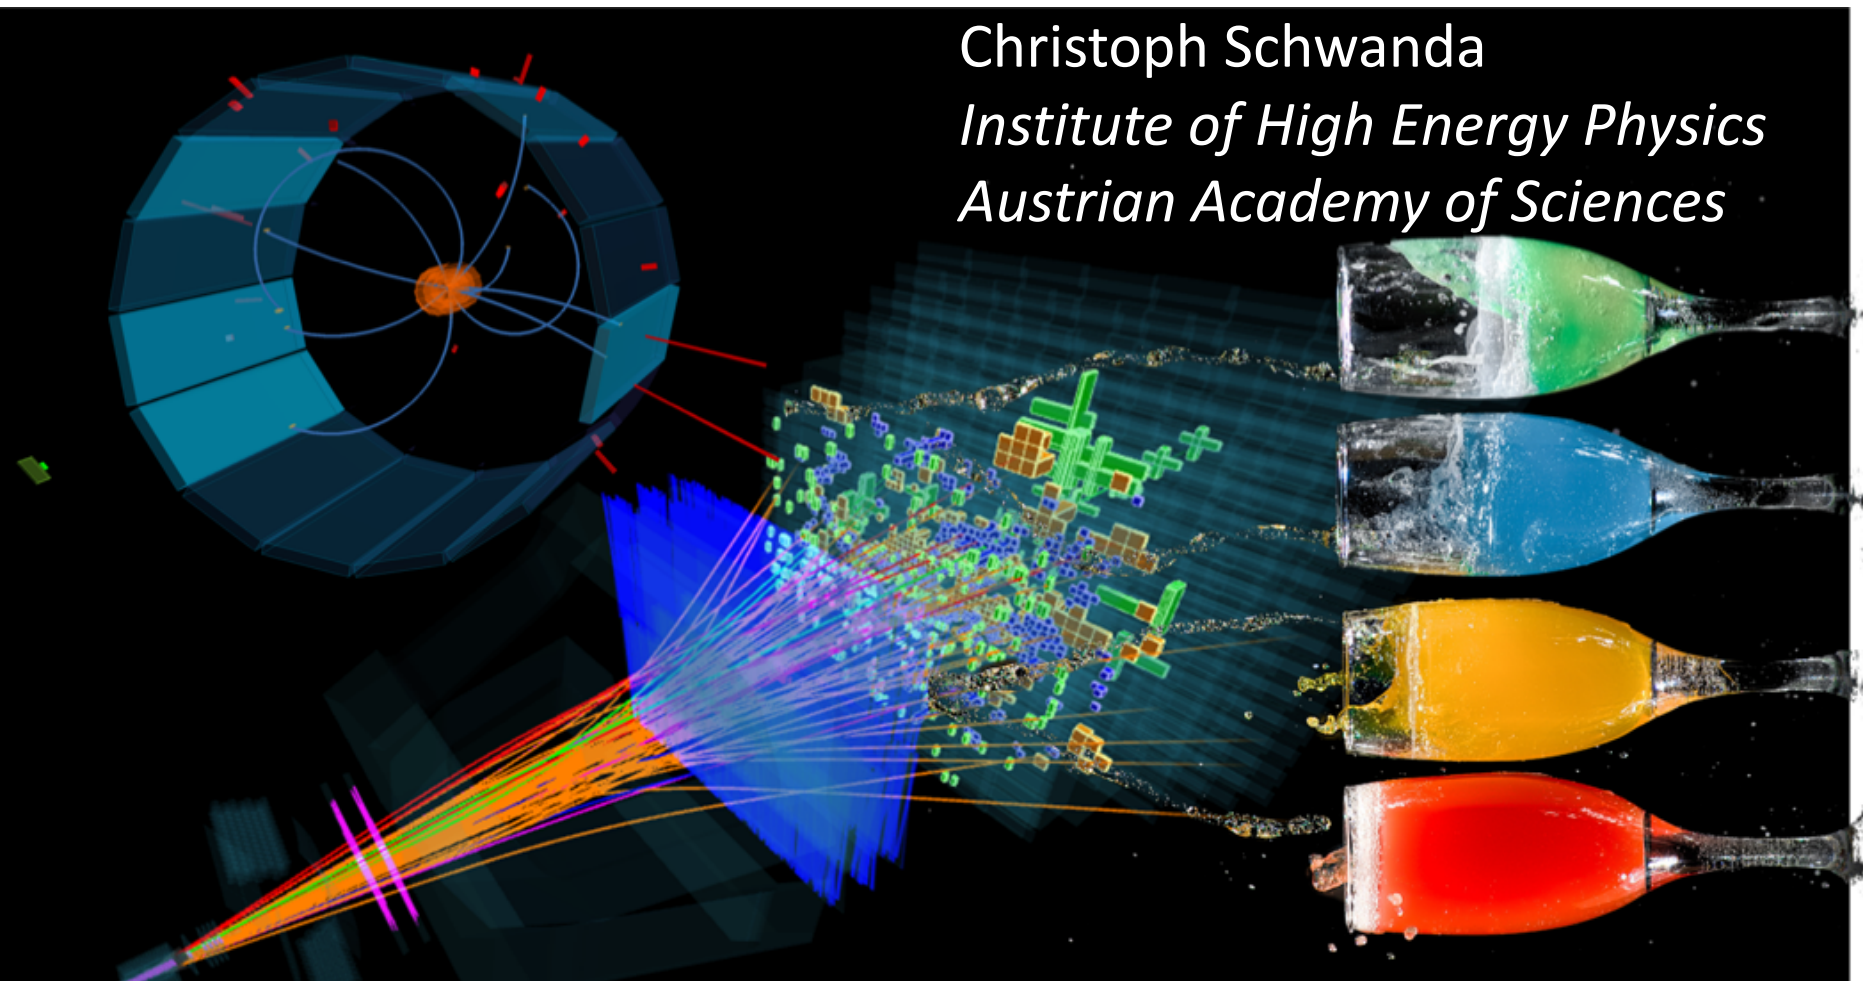 Christoph Schwanda
Institute of High Energy Physics
Austrian Academy of Sciences